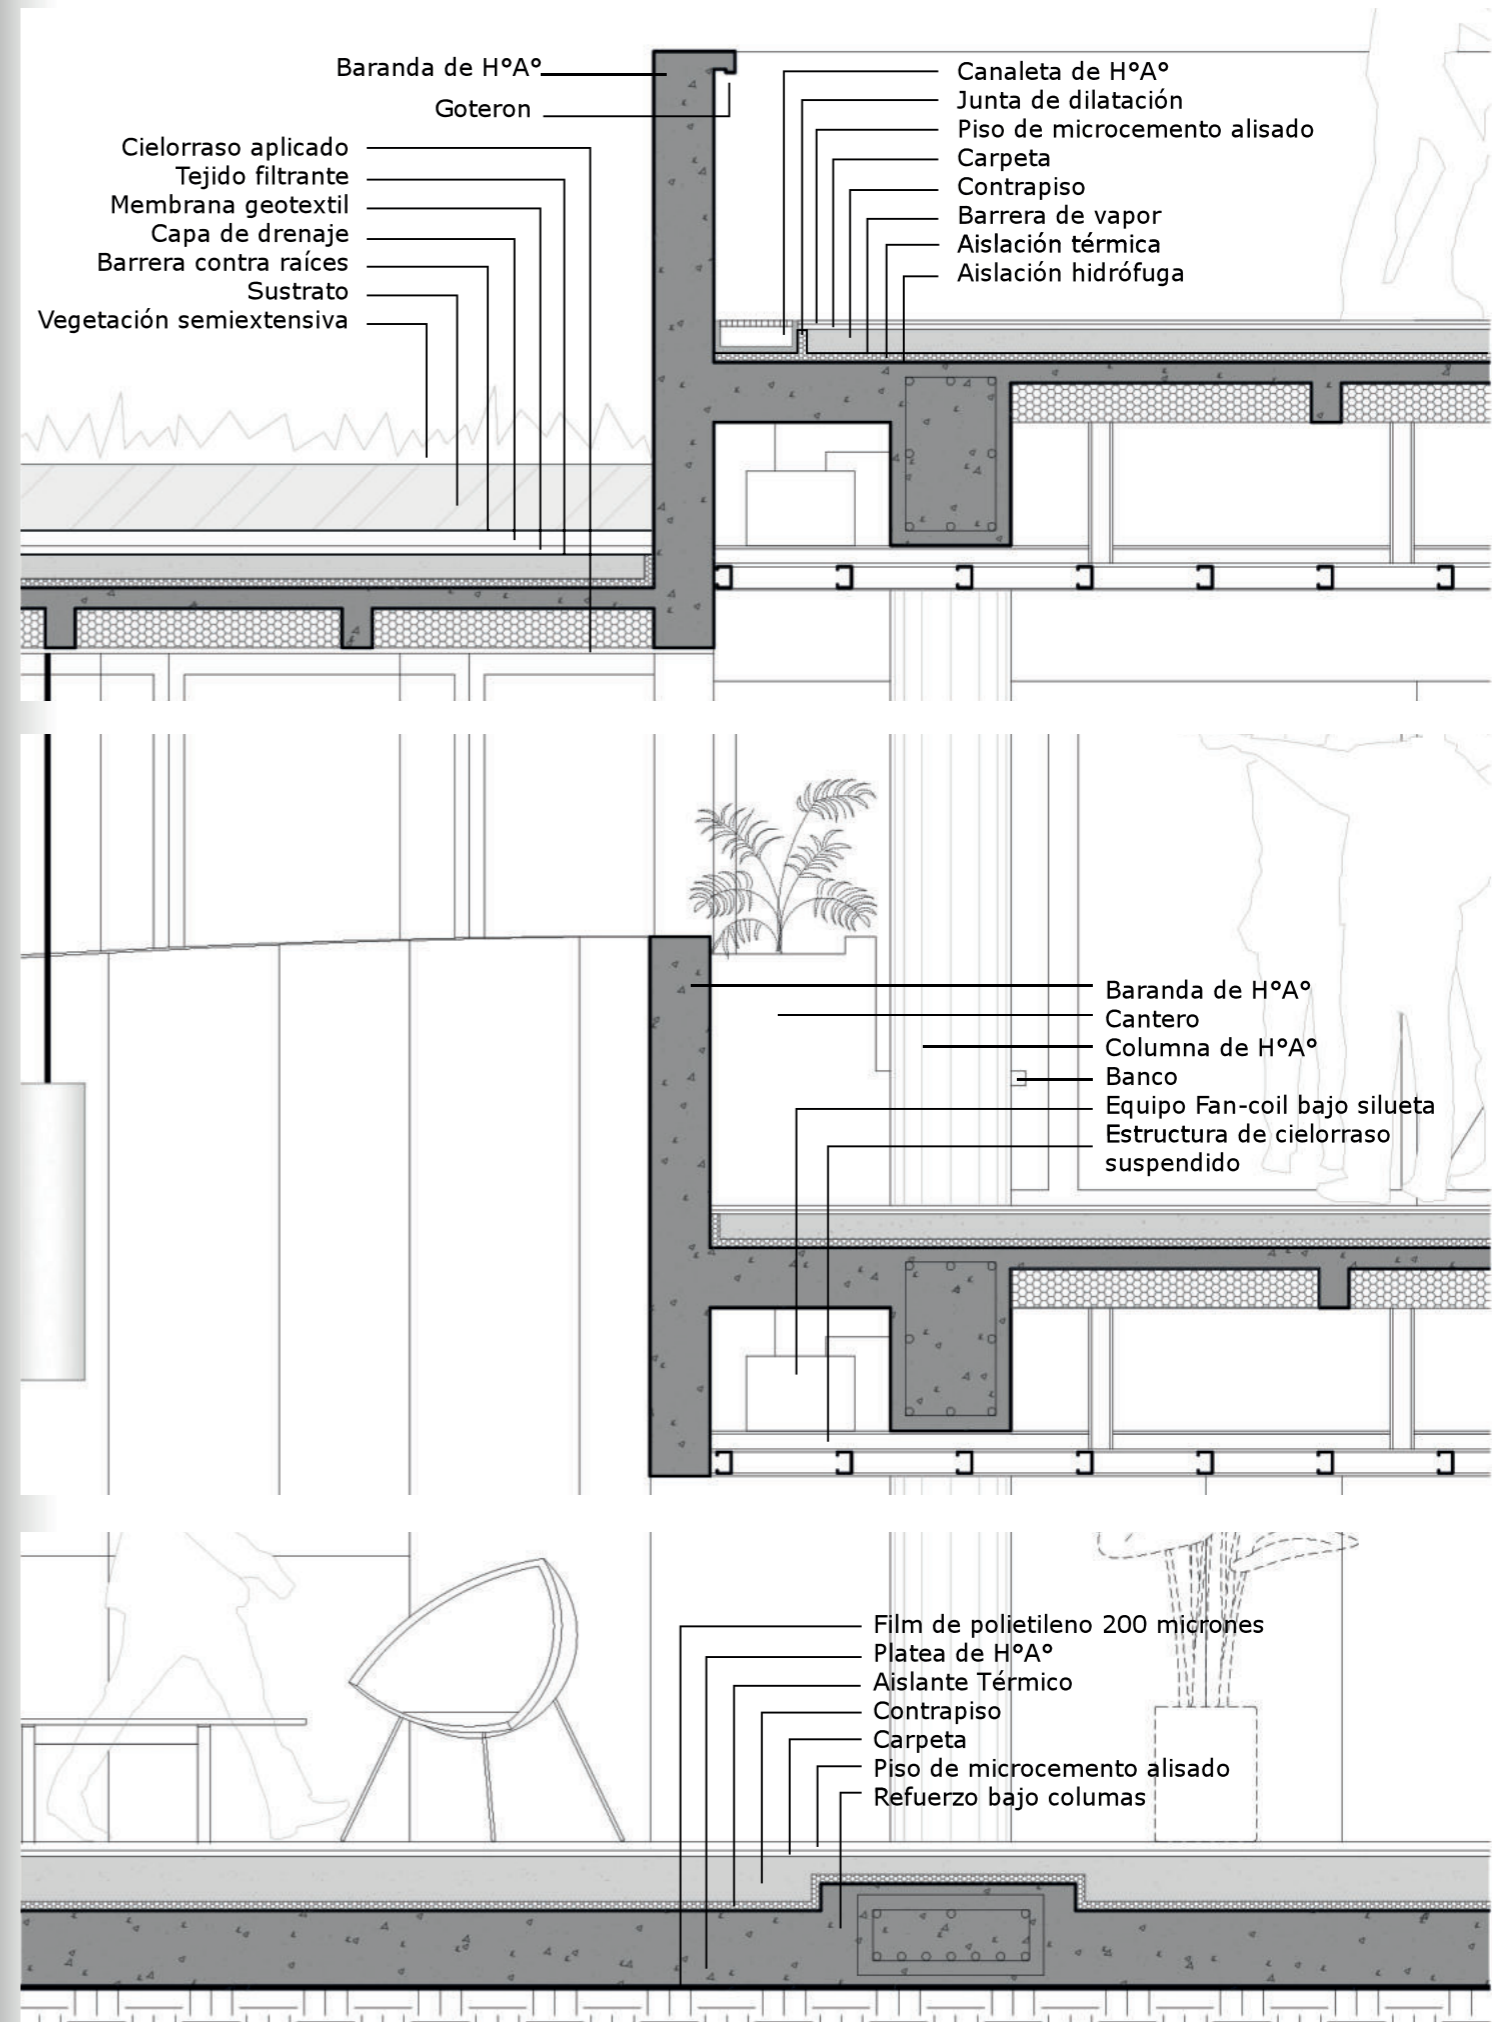 Baranda de H°A°
Goteron
Cielorraso aplicado
Tejido filtrante
Membrana geotextil
Capa de drenaje
Barrera contra raíces
Sustrato
Vegetación semiextensiva
Canaleta de H°A°
Junta de dilatación
Piso de microcemento alisado
Carpeta
Contrapiso
Barrera de vapor
Aislación térmica
Aislación hidrófuga
Baranda de H°A°
Cantero
Columna de H°A°
Banco
Equipo Fan-coil bajo silueta
Estructura de cielorraso
suspendido
Film de polietileno 200 micrones
Platea de H°A°
Aislante Térmico
Contrapiso
Carpeta
Piso de microcemento alisado
Refuerzo bajo columas